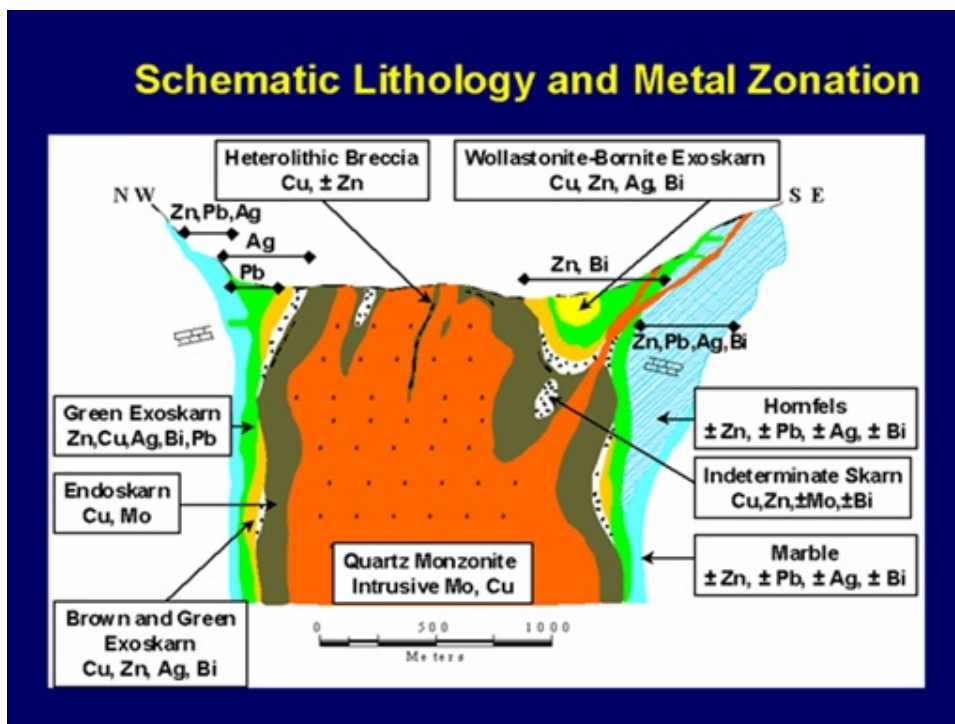 Schematic Lithology and Metal Zonation
Heterolithic Breccia
Cu, ± Zn
Wollastonite-Bornite Exoskarn
Cu, Zn, Ag, Bi
N W
S E
Zn,Pb,Ag
Ag
Pb
Zn, Bi
Zn,Pb,Ag,Bi
Green Exoskarn
Zn,Cu,Ag,Bi,Pb
Hornfels
± Zn, ± Pb, ± Ag, ± Bi
Endoskarn
Cu, Mo
Indeterminate Skarn
Cu,Zn,±Mo,±Bi
Quartz Monzonite
Intrusive Mo, Cu
Marble
± Zn, ± Pb, ± Ag, ± Bi
Brown and Green
Exoskarn
Cu, Zn, Ag, Bi
0 500 1000
Meters